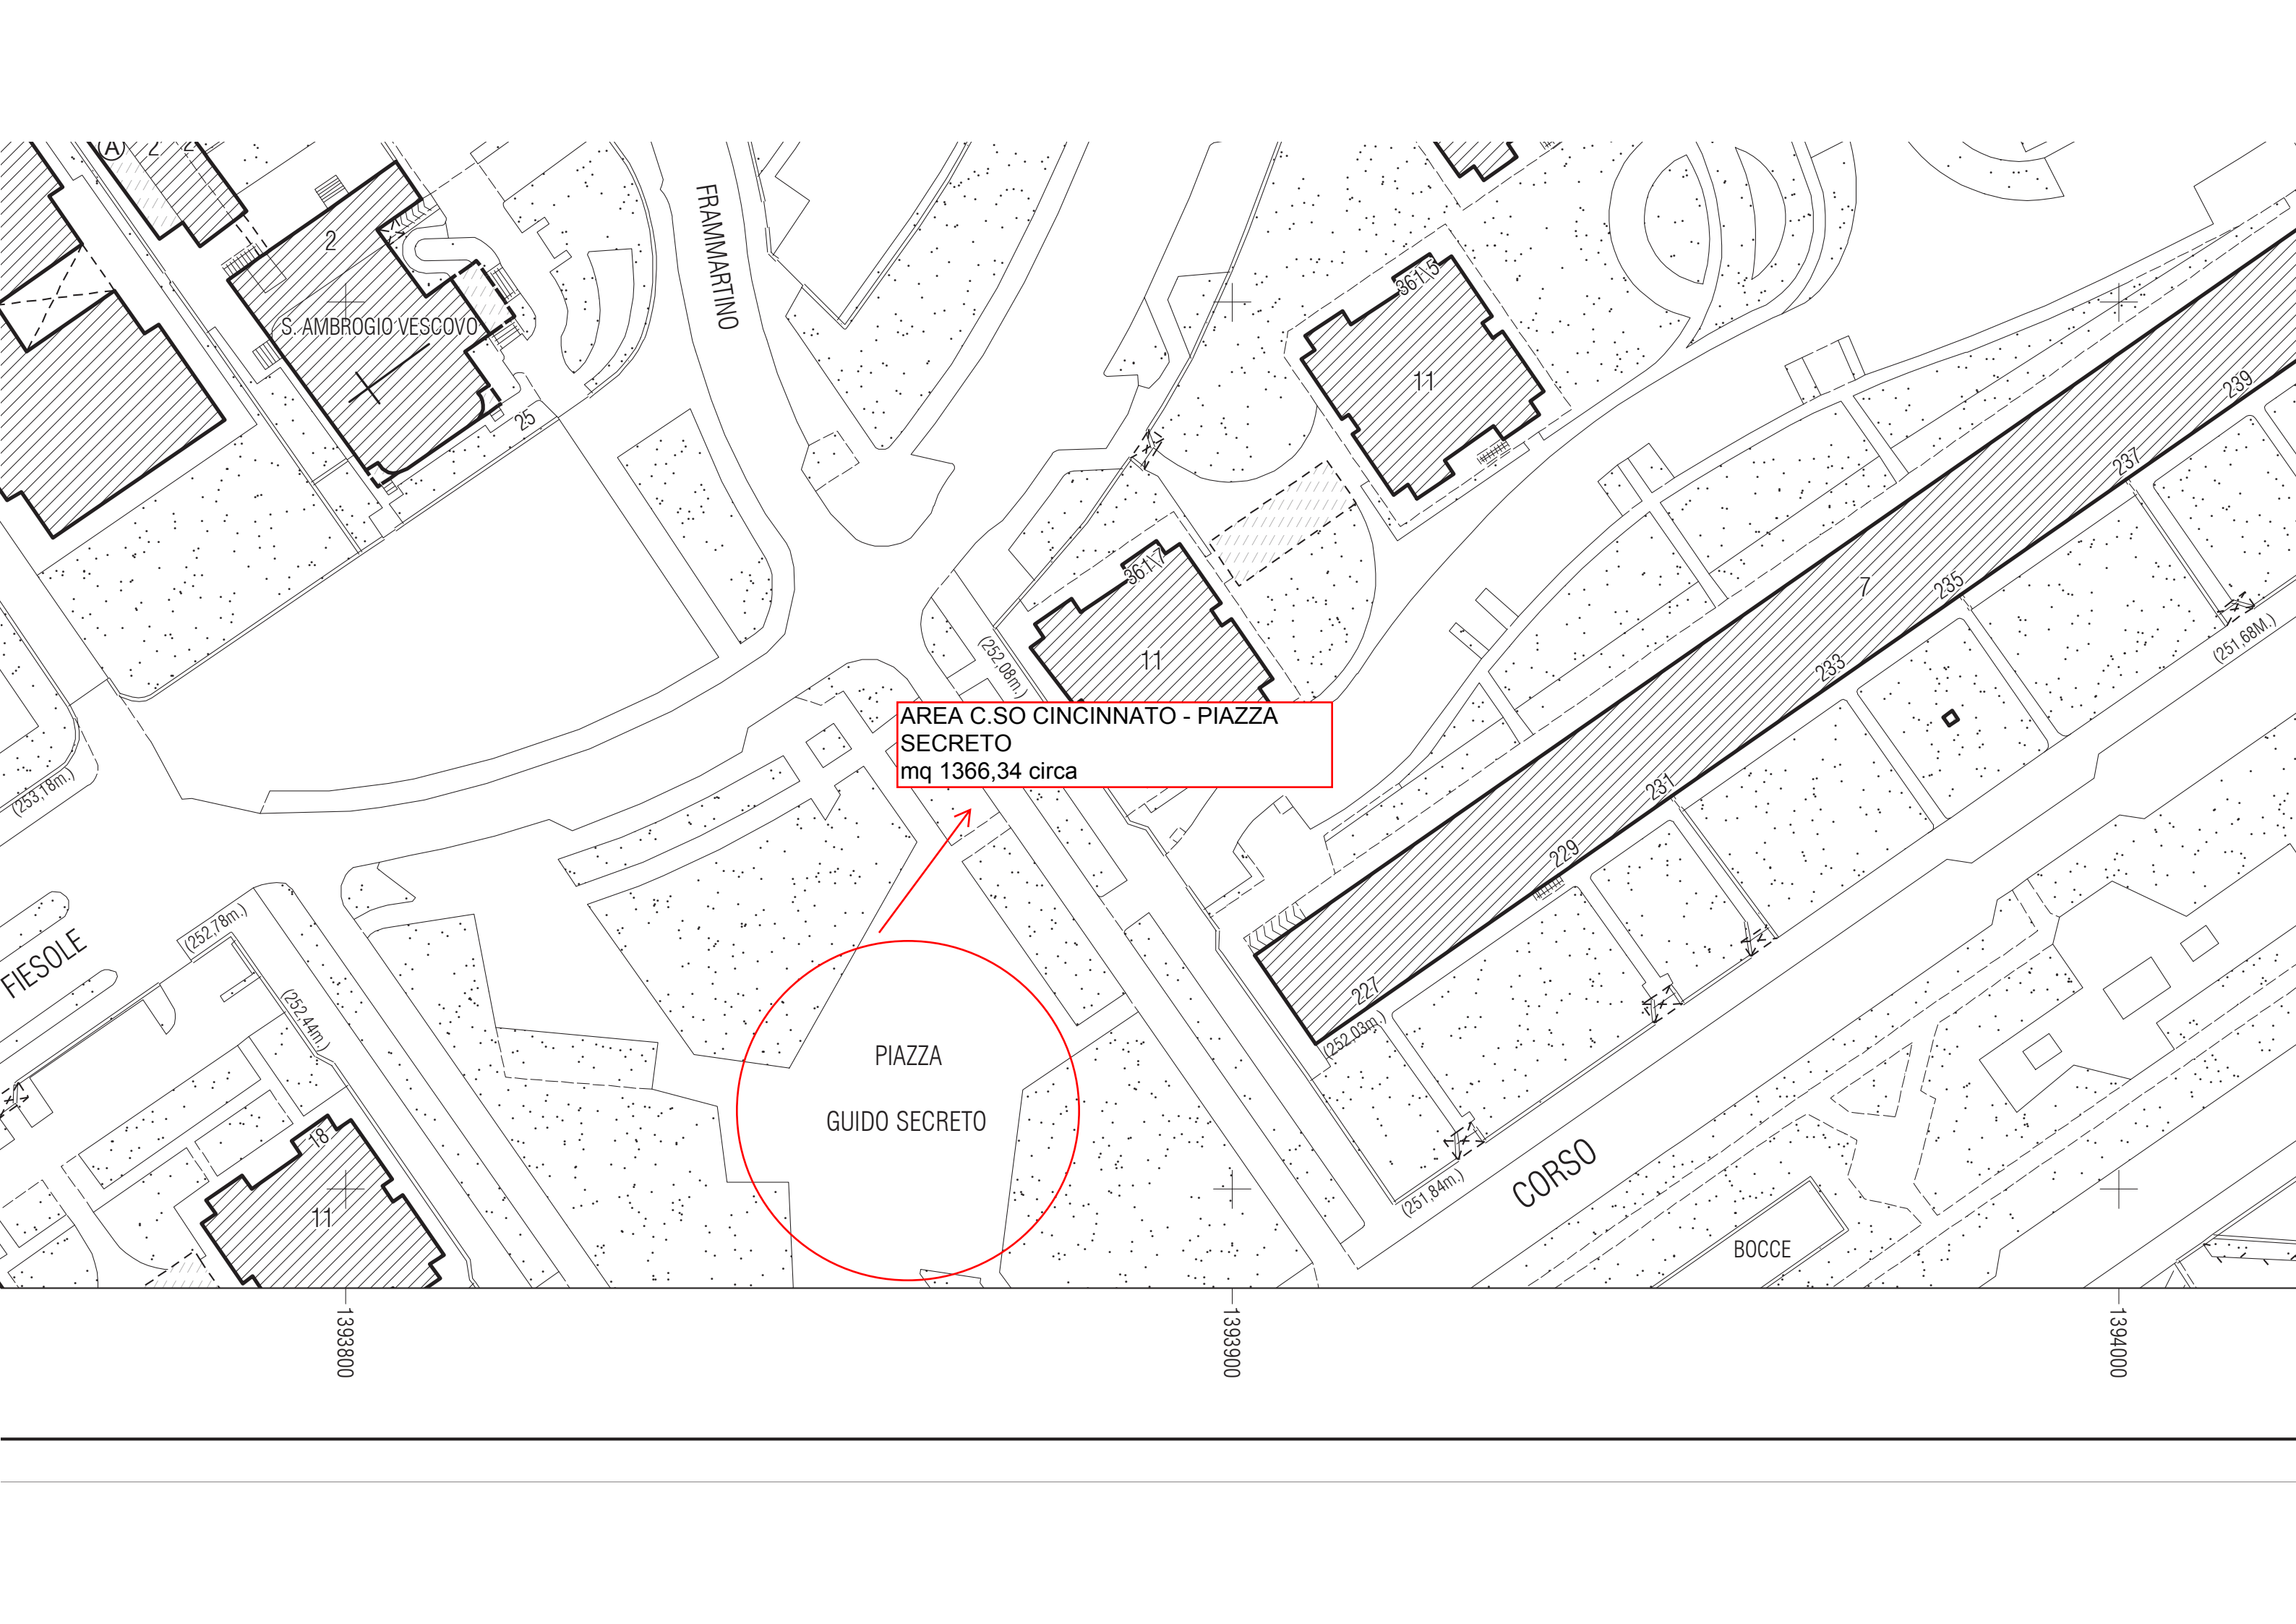 A
2
2
2
S. AMBROGIO VESCOVO
25
FRAMMARTINO
361\5
11
361\7
11
(252,08m.)
AREA C.SO CINCINNATO - PIAZZA
SECRETO
mq 1366,34 circa
239
237
235
7
233
231
229
227
(251,68M.)
(252,03m.)
(251,84m.)
(253,18m.)
(252,78m.)
(252,44m.)
FIESOLE
18
11
PIAZZA
GUIDO SECRETO
CORSO
BOCCE
1393800
1393900
1394000